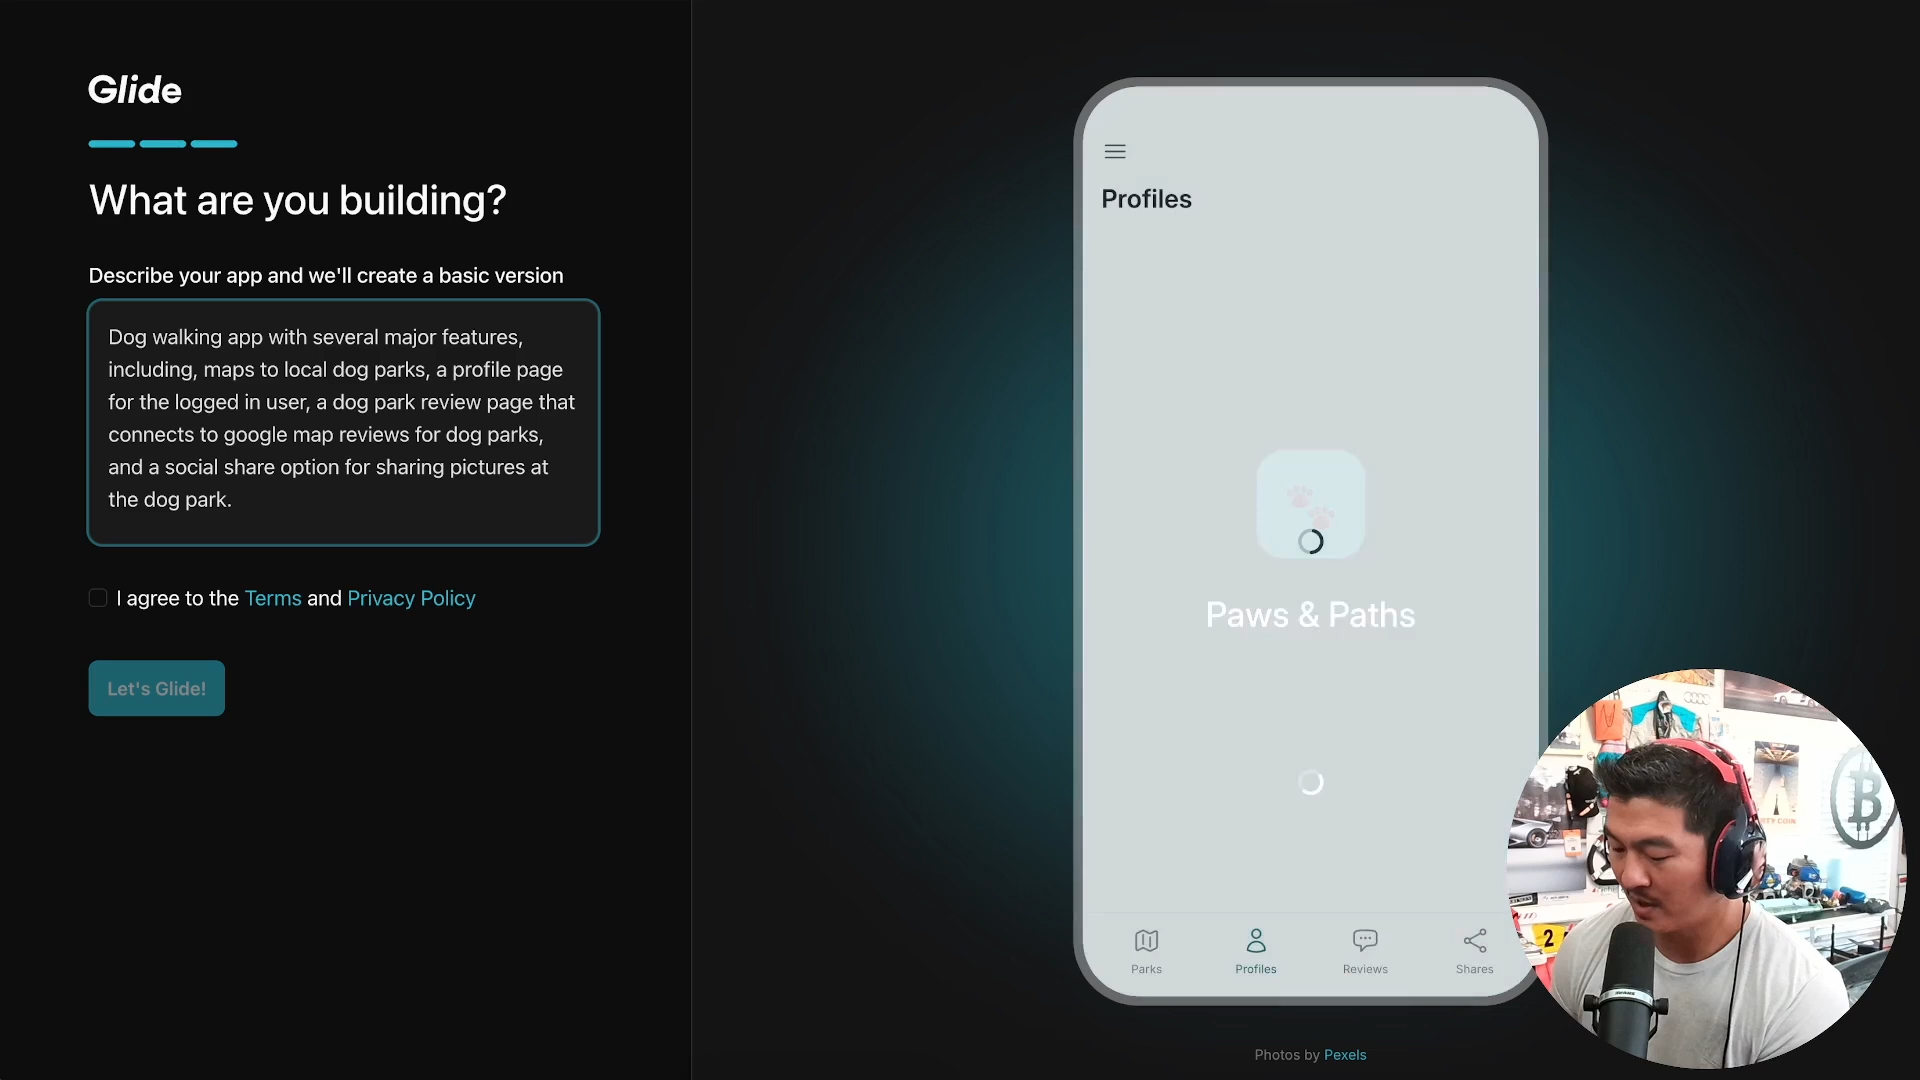 Glide
What are you building?
Describe your app and we'll create a basic version
Dog walking app with several major features,
including, maps to local dog parks, a profile page
for the logged in user, a dog park review page that
connects to google map reviews for dog parks,
and a social share option for sharing pictures at
the dog park.
I agree to the Terms and Privacy Policy
Let's Glide!
Profiles
Paws & Paths
Parks
Profiles
Reviews
Shares
Photos by Pexels
2